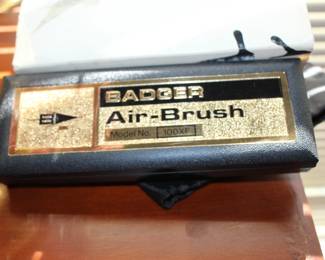 BADGER
Air-Brush
Model No. 100XF